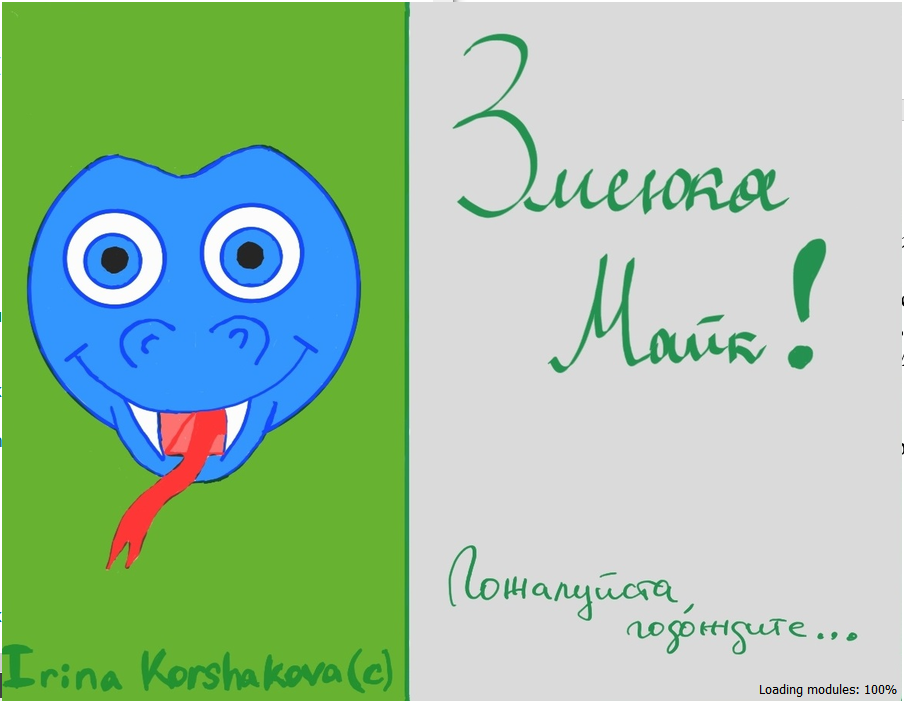 Змеюка
Майк!
Пожалуйста,
подождите...
Irina Korshakova(c)
Loading modules: 100%